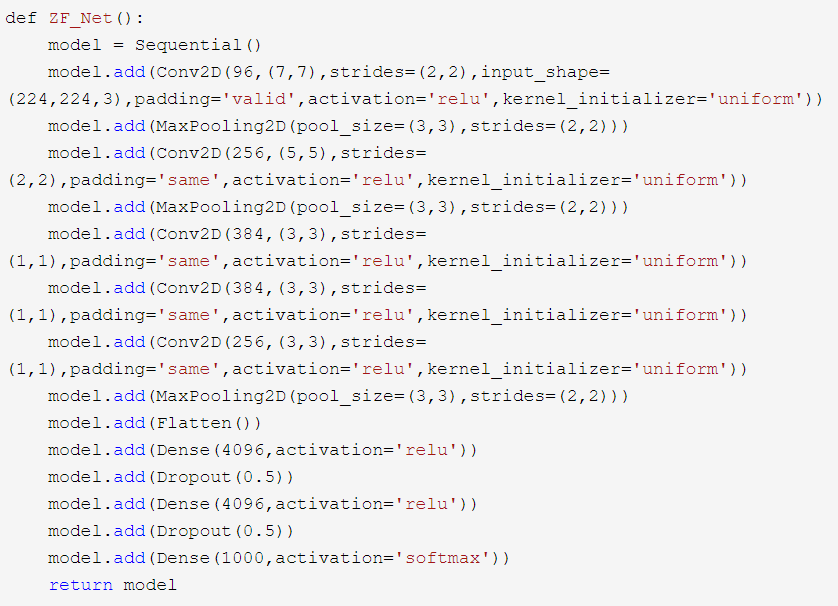 def ZF_Net():
    model = Sequential()
    model.add(Conv2D(96,(7,7),strides=(2,2),input_shape=
(224,224,3),padding='valid',activation='relu',kernel_initializer='uniform'))
    model.add(MaxPooling2D(pool_size=(3,3),strides=(2,2)))
    model.add(Conv2D(256,(5,5),strides=
(2,2),padding='same',activation='relu',kernel_initializer='uniform'))
    model.add(MaxPooling2D(pool_size=(3,3),strides=(2,2)))
    model.add(Conv2D(384,(3,3),strides=
(1,1),padding='same',activation='relu',kernel_initializer='uniform'))
    model.add(Conv2D(384,(3,3),strides=
(1,1),padding='same',activation='relu',kernel_initializer='uniform'))
    model.add(Conv2D(256,(3,3),strides=
(1,1),padding='same',activation='relu',kernel_initializer='uniform'))
    model.add(MaxPooling2D(pool_size=(3,3),strides=(2,2)))
    model.add(Flatten())
    model.add(Dense(4096,activation='relu'))
    model.add(Dropout(0.5))
    model.add(Dense(4096,activation='relu'))
    model.add(Dropout(0.5))
    model.add(Dense(1000,activation='softmax'))
    return model